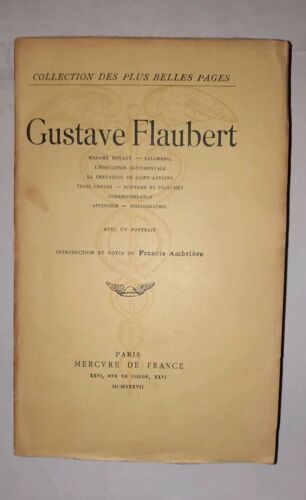 COLLECTION DES PLUS BELLES PAGES
Gustave Flaubert
MADAME BOVARY — SALAMMBO,
L'ÉDUCATION SENTIMENTALE
LA TENTATION DE SAINT-ANTOINE
TROIS CONTES — BOUVARD ET PÉCUCHET
CORRESPONDANCE
APPENDICE — BIBLIOGRAPHIE.
AVEC UN PORTRAIT
INTRODUCTION ET NOTES DE Francis Ambrière
PARIS
MERCVRE DE FRANCE
XXVI, RVE DE CONDÉ, XXVI
MCMXXXVII